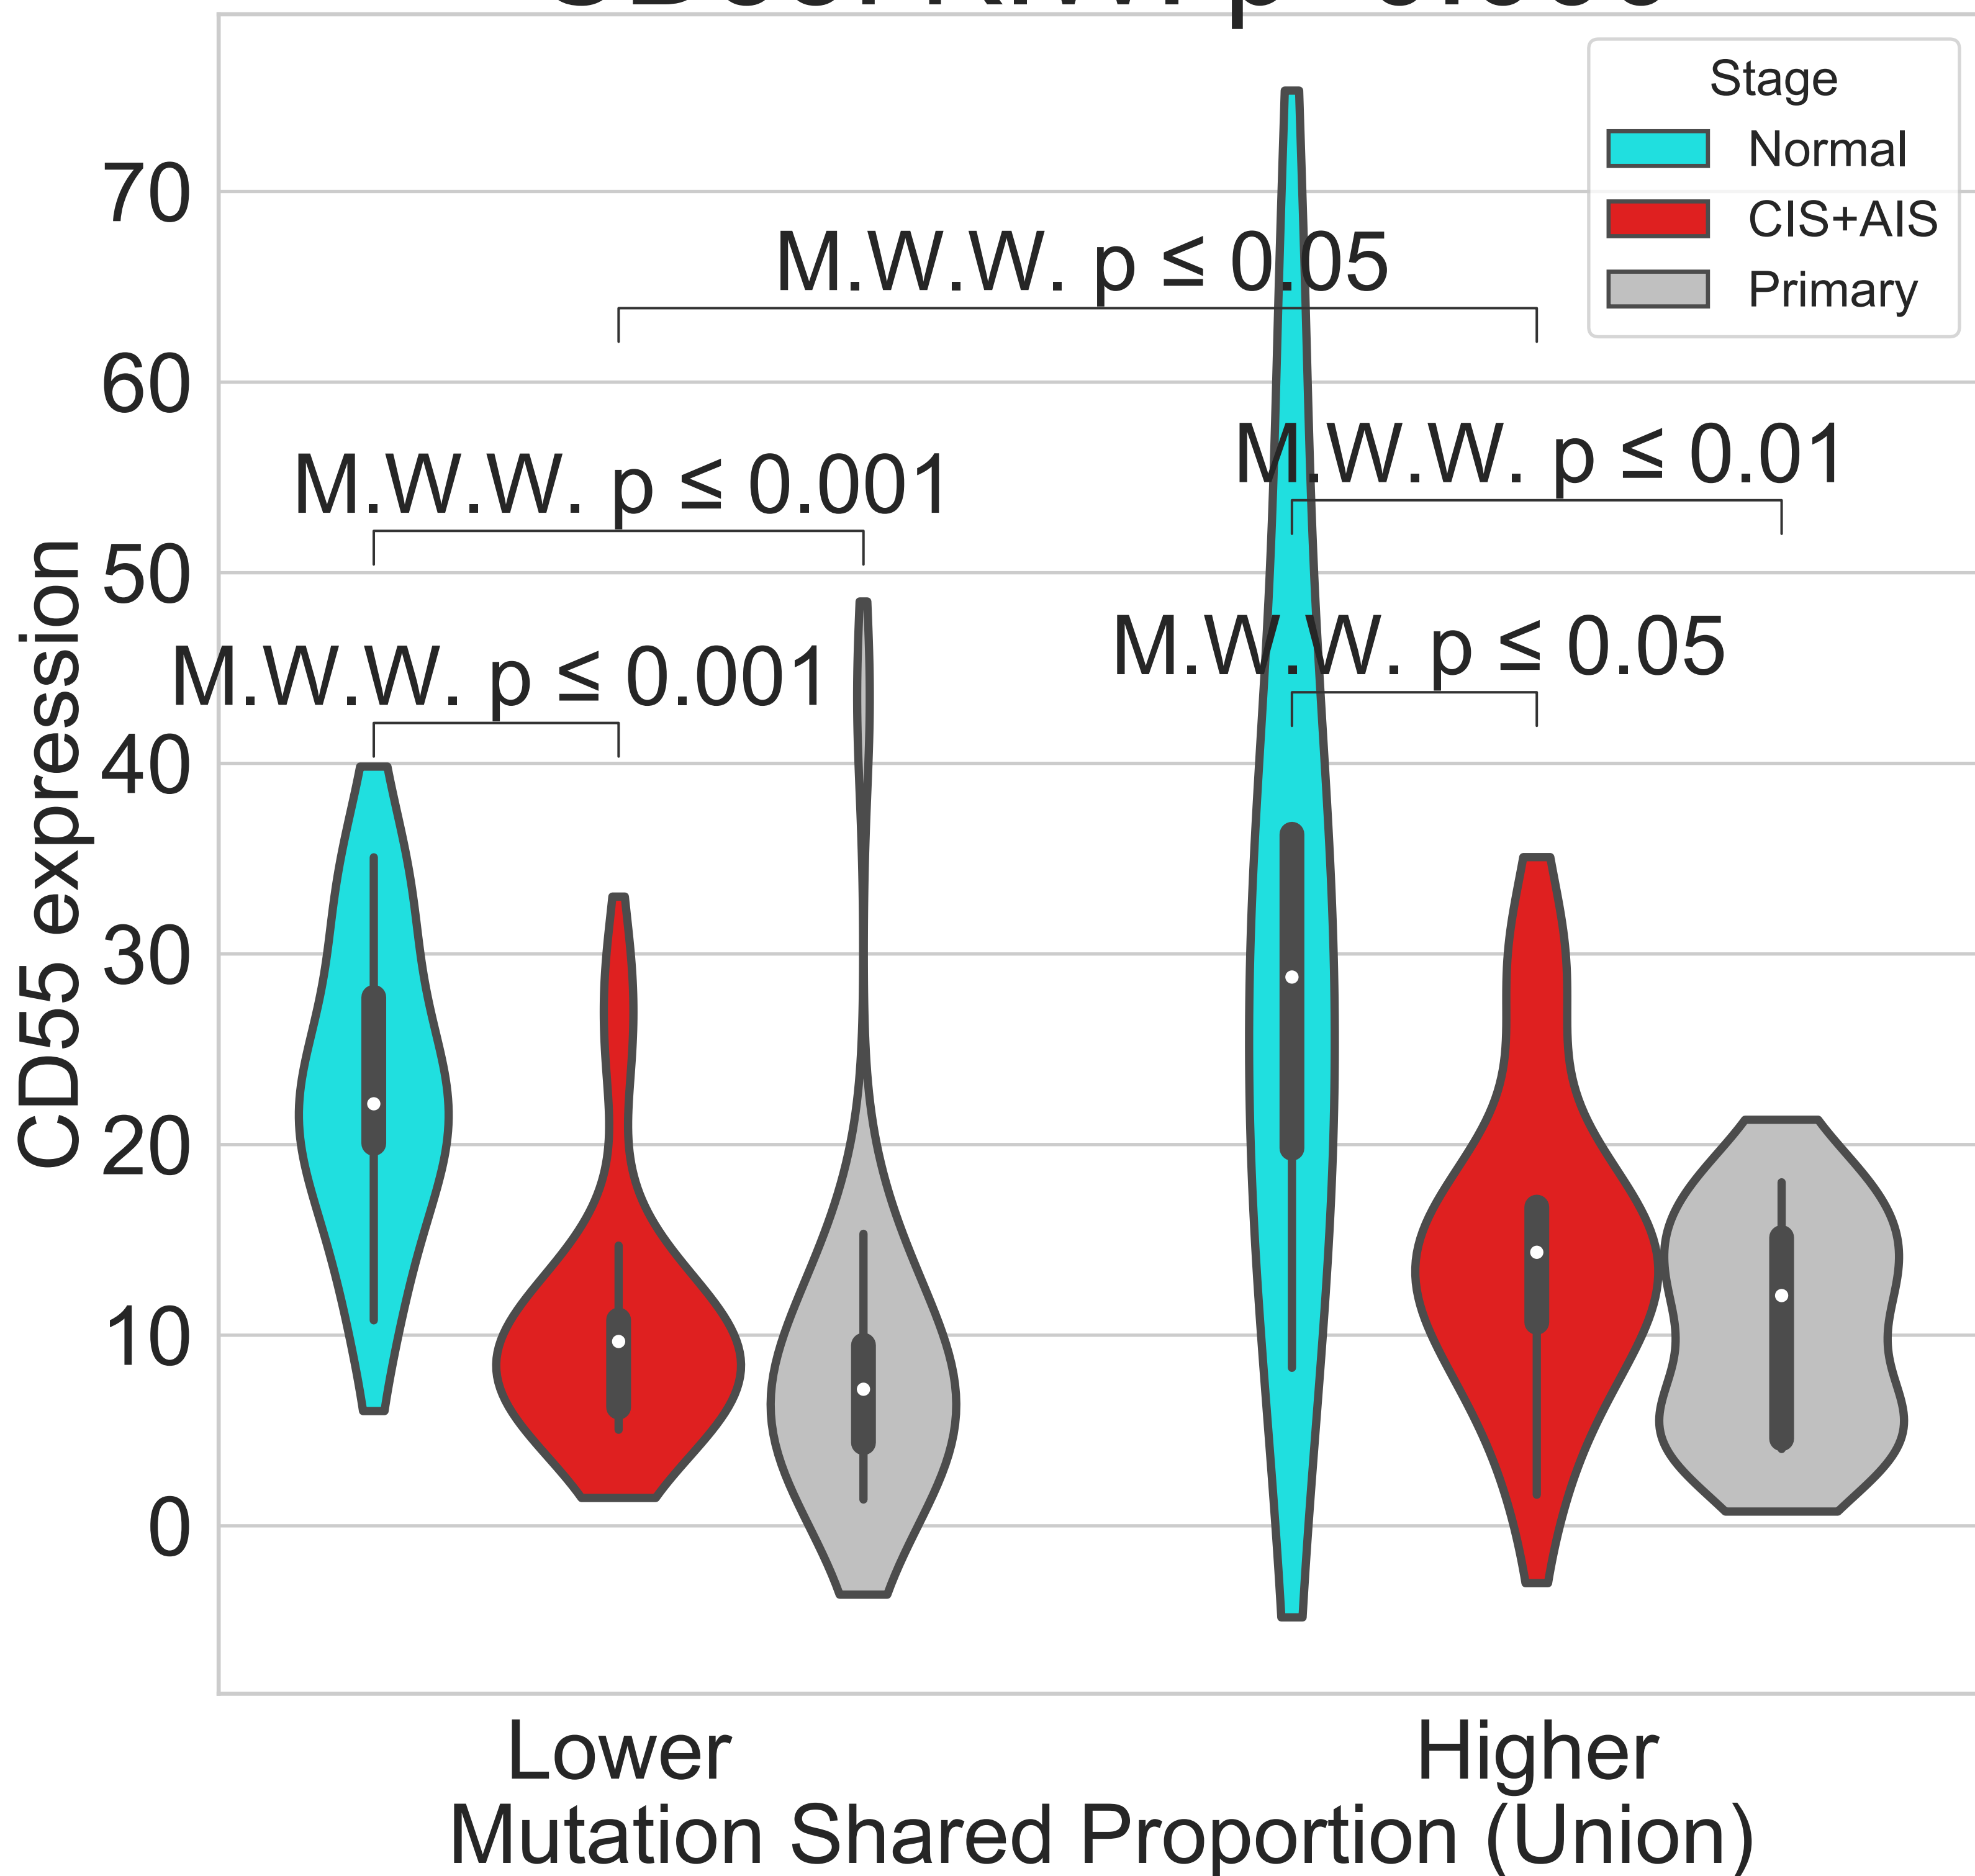 Stage
Normal
CIS+AIS
Primary
70
60
50
40
30
20
10
0
CD55 expression
M.W.W. p ≤ 0.05
M.W.W. p ≤ 0.01
M.W.W. p ≤ 0.001
M.W.W. p ≤ 0.05
M.W.W. p ≤ 0.001
Lower
Higher
Mutation Shared Proportion (Union)